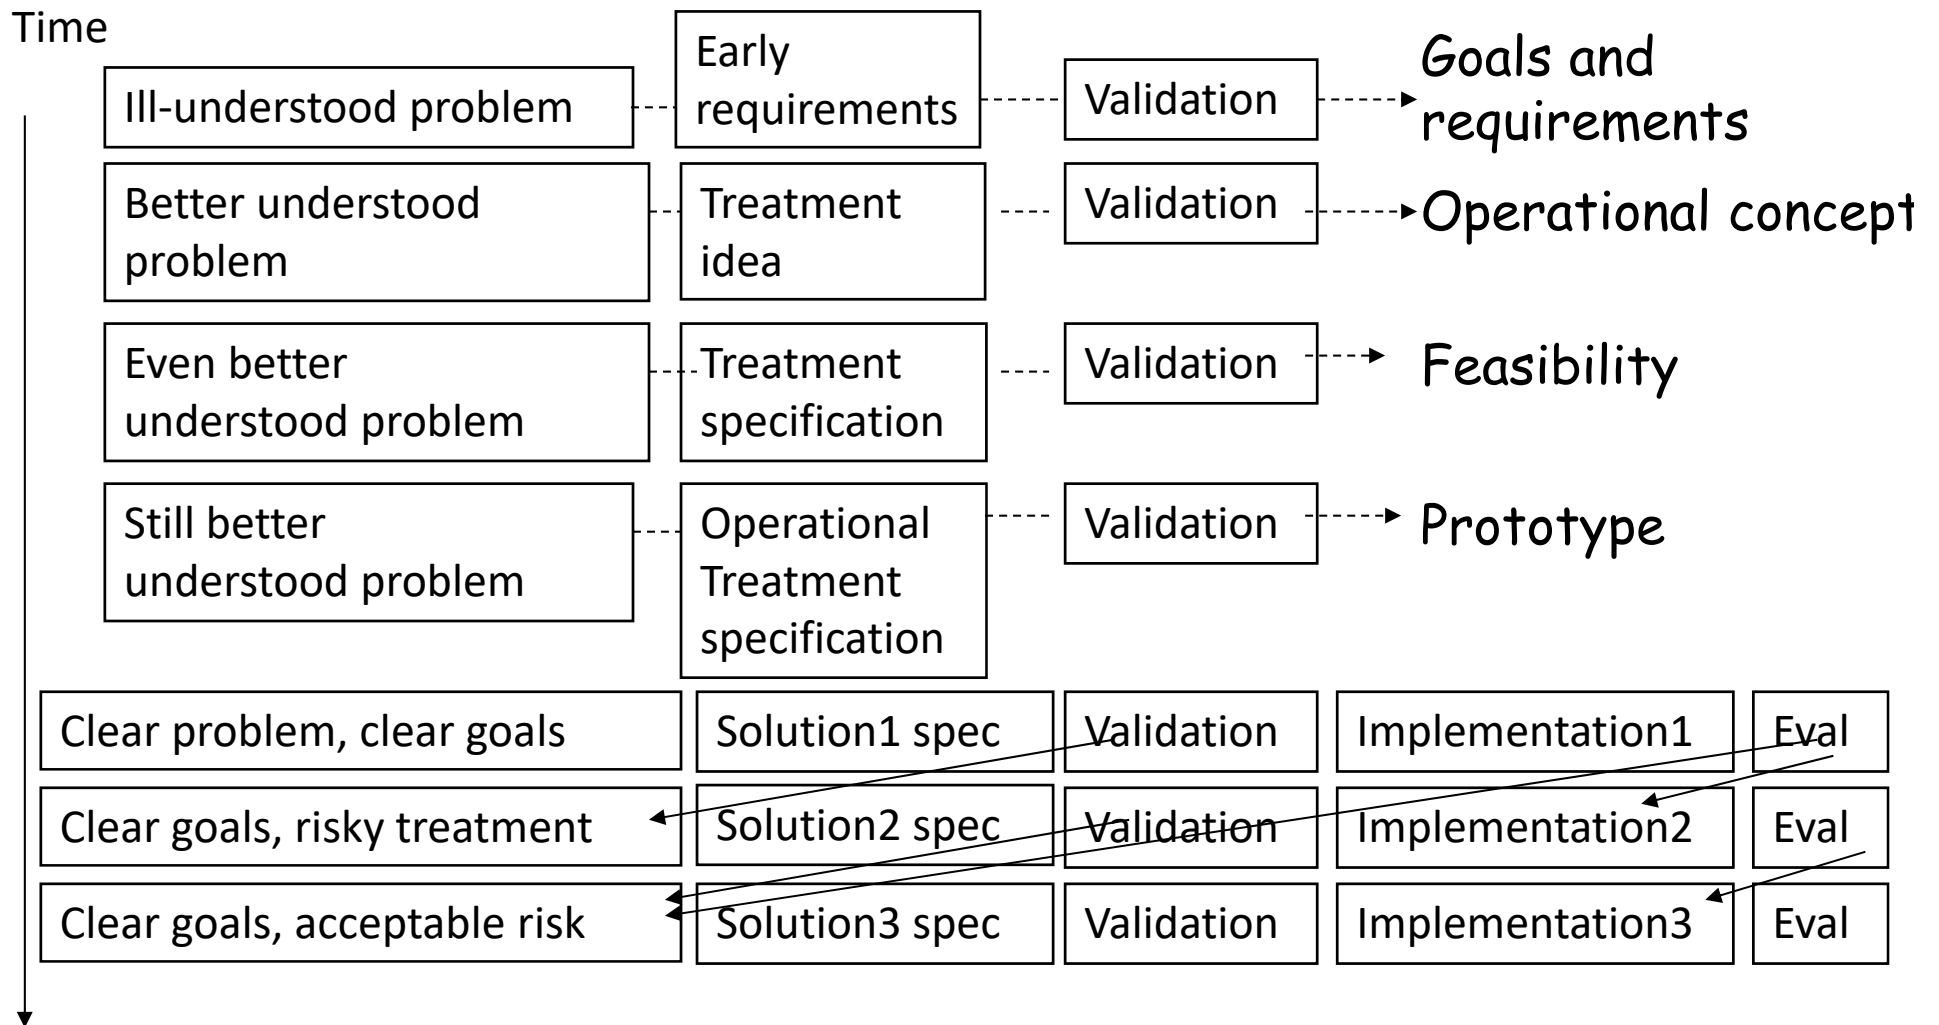 Time
Ill-understood problem
Early
requirements
Validation
Goals and
requirements
Better understood
problem
Treatment
idea
Validation
Operational concept
Even better
understood problem
Treatment
specification
Validation
Feasibility
Still better
understood problem
Operational
Treatment
specification
Validation
Prototype
Clear problem, clear goals
Solution1 spec
Validation
Implementation1
Eval
Clear goals, risky treatment
Solution2 spec
Validation
Implementation2
Eval
Clear goals, acceptable risk
Solution3 spec
Validation
Implementation3
Eval